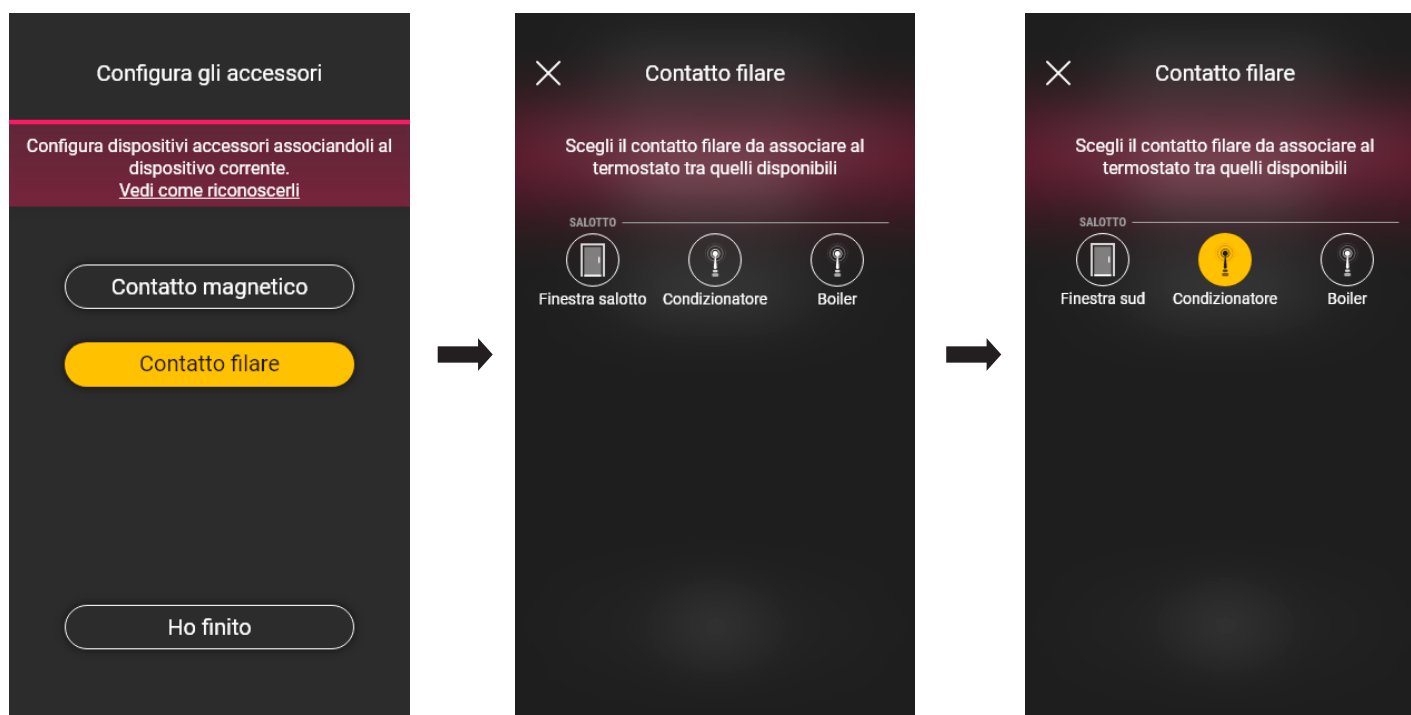 Configura gli accessori
Configura dispositivi accessori associandoli al
dispositivo corrente.
Vedi come riconoscerli
Contatto magnetico
Contatto filare
Ho finito
Contatto filare
Scegli il contatto filare da associare al
termostato tra quelli disponibili
SALOTTO
Finestra salotto Condizionatore Boiler
Contatto filare
Scegli il contatto filare da associare al
termostato tra quelli disponibili
SALOTTO
Finestra sud Condizionatore Boiler